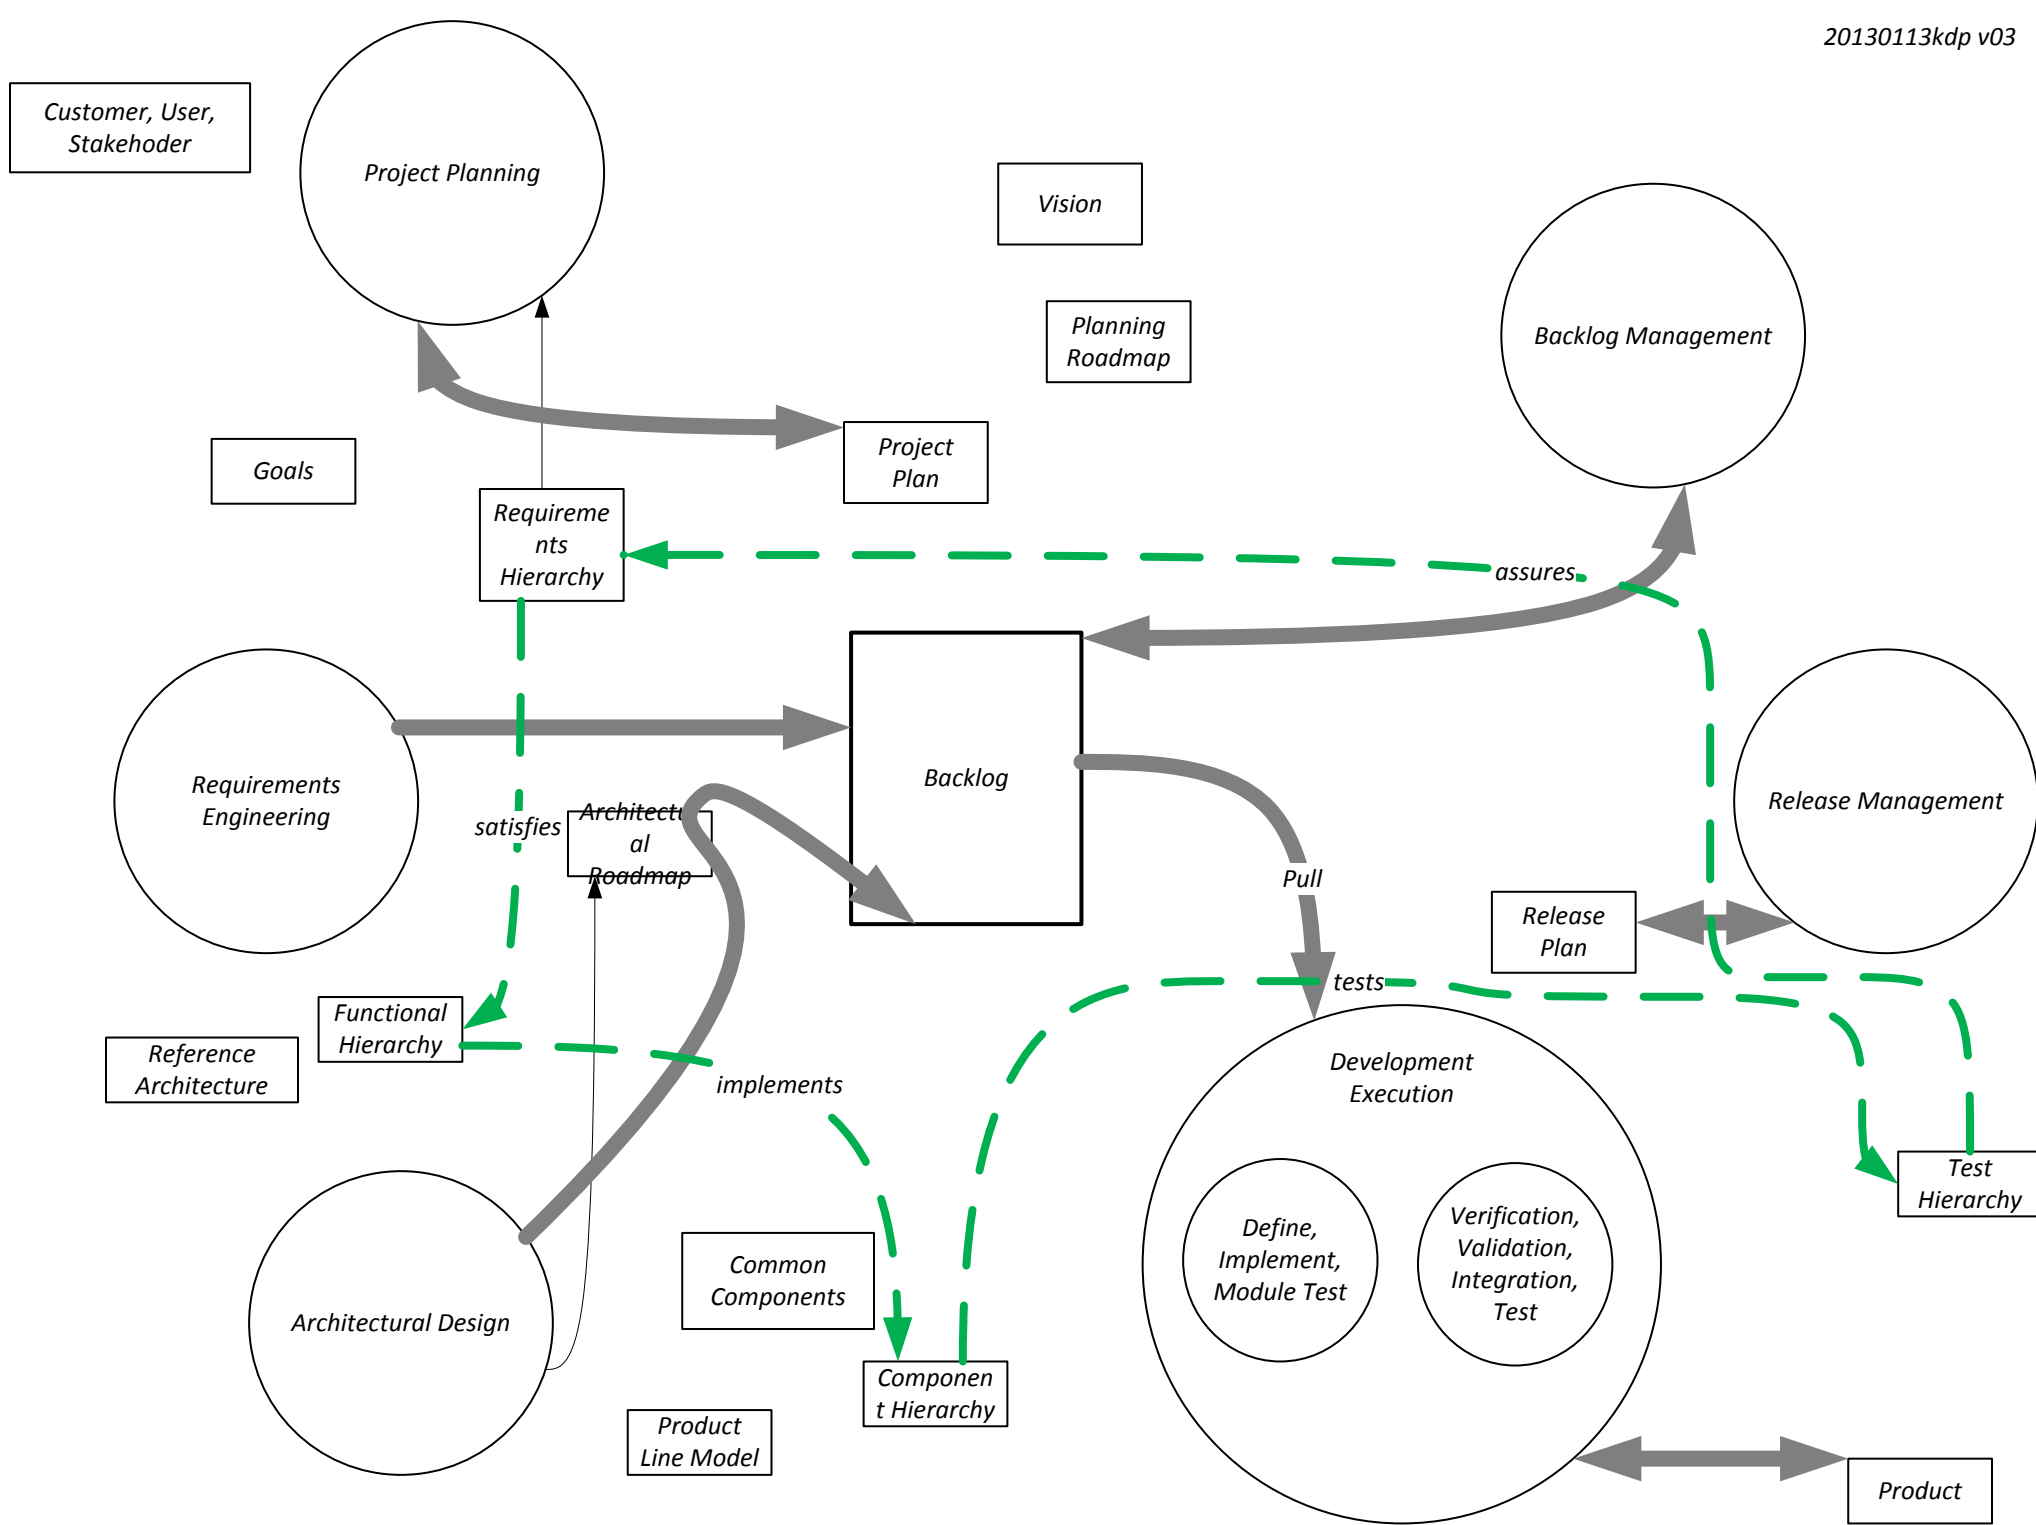 20130113kdp v03
Customer, User,
Stakehoder
Project Planning
Vision
Planning
Roadmap
Backlog Management
Project
Plan
Goals
Requireme
nts
Hierarchy
assures
Requirements
Engineering
Backlog
Release Management
satisfies
Architectu
al
Roadmap
Pull
Release
Plan
tests
Functional
Hierarchy
Reference
Architecture
implements
Development
Execution
Test
Hierarchy
Define,
Implement,
Module Test
Verification,
Validation,
Integration,
Test
Common
Components
Architectural Design
Componen
t Hierarchy
Product
Line Model
Product